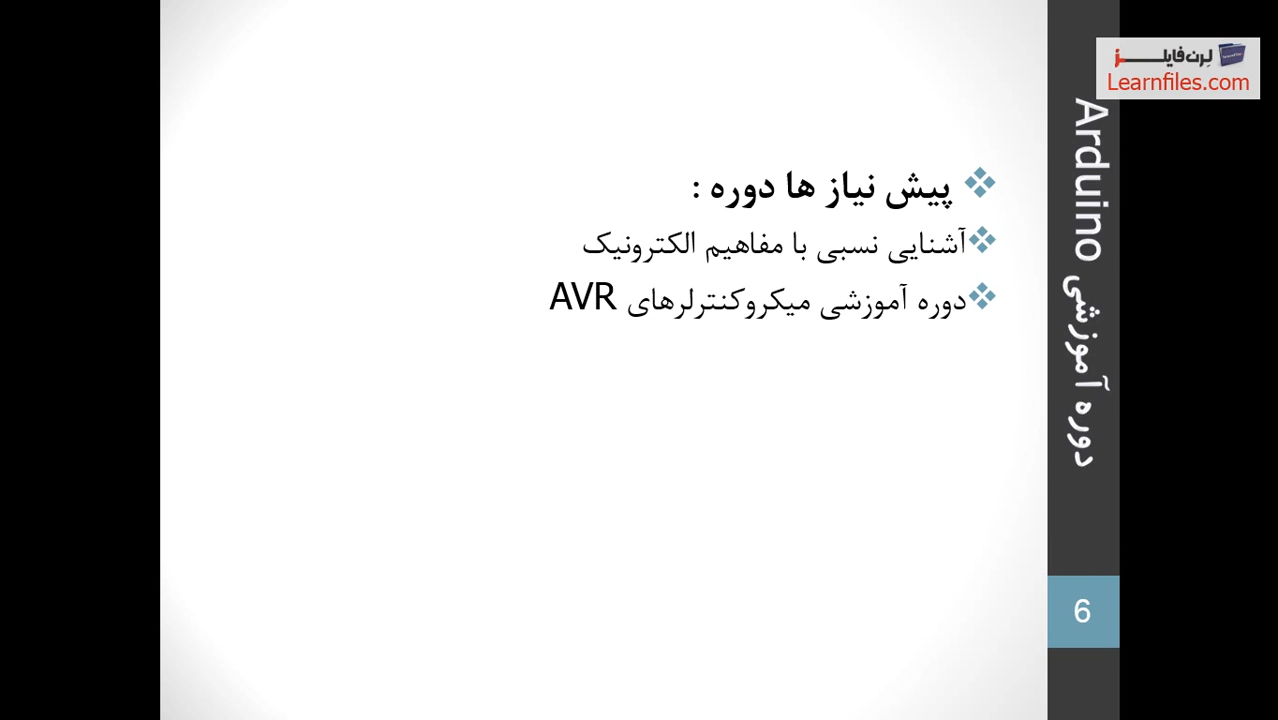 لرن فایلز
Learnfiles.com
پیش نیاز ها دوره :
آشنایی نسبی با مفاهیم الکترونیک
دوره آموزشی میکروکنترلرهای AVR
دوره آموزشی Arduino
6